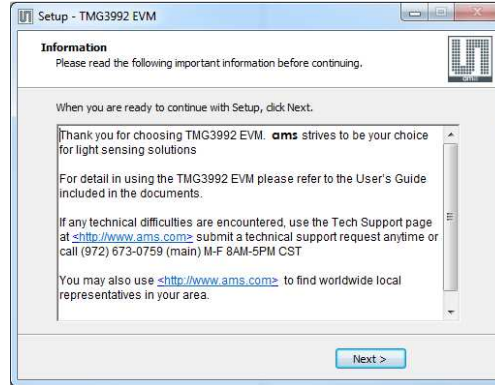 Setup - TMG3992 EVM
Information
Please read the following important information before continuing.
When you are ready to continue with Setup, click Next.
Thank you for choosing TMG3992 EVM. ams strives to be your choice
for light sensing solutions
For detail in using the TMG3992 EVM please refer to the User's Guide
included in the documents.
If any technical difficulties are encountered, use the Tech Support page
at <http://www.ams.com> submit a technical support request anytime or
call (972) 673-0759 (main) M-F 8AM-5PM CST
You may also use <http://www.ams.com> to find worldwide local
representatives in your area.
Next >